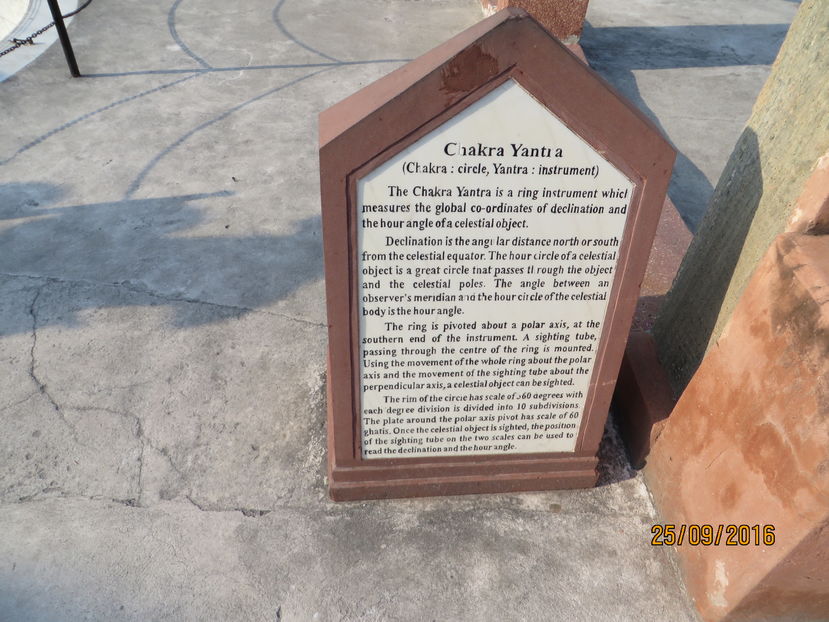 Chakra Yantra
(Chakra : circle, Yantra : instrument)
The Chakra Yantra is a ring instrument which
measures the global co-ordinates of declination and
the hour angle of a celestial object.
Declination is the angular distance north or south
from the celestial equator. The hour circle of a celestial
object is a great circle that passes through the object
and the celestial poles. The angle between an
observer's meridian and the hour circle of the celestial
body is the hour angle.
The ring is pivoted about a polar axis, at the
southern end of the instrument. A sighting tube,
passing through the centre of the ring is mounted.
Using the movement of the whole ring about the polar
axis and the movement of the sighting tube about the
perpendicular axis, a celestial object can be sighted.
The rim of the circle has scale of 360 degrees with
each degree division is divided into 10 subdivisions.
The plate around the polar axis pivot has scale of 60
ghatis. Once the celestial object is sighted, the position
of the sighting tube on the two scales can be used to
read the declination and the hour angle.
25/09/2016